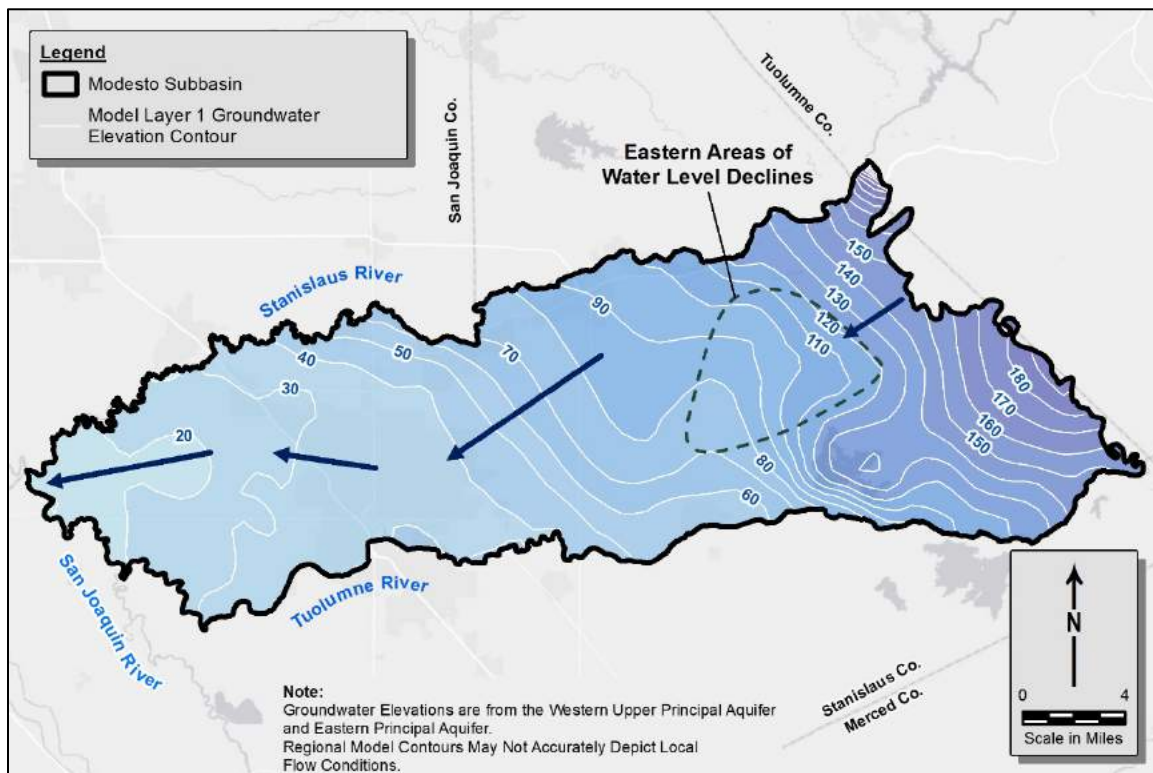 Legend
Modesto Subbasin
Model Layer 1 Groundwater
Elevation Contour
San Joaquin Co.
Tuolumne Co.
Eastern Areas of
Water Level Declines
Stanislaus River
150
140
130
120
110
90
70
50
40
30
20
180
170
160
150
80
60
San Joaquin River
Tuolumne River
Stanislaus Co.
Merced Co.
N
0 4
Scale in Miles
Note:
Groundwater Elevations are from the Western Upper Principal Aquifer
and Eastern Principal Aquifer.
Regional Model Contours May Not Accurately Depict Local
Flow Conditions.